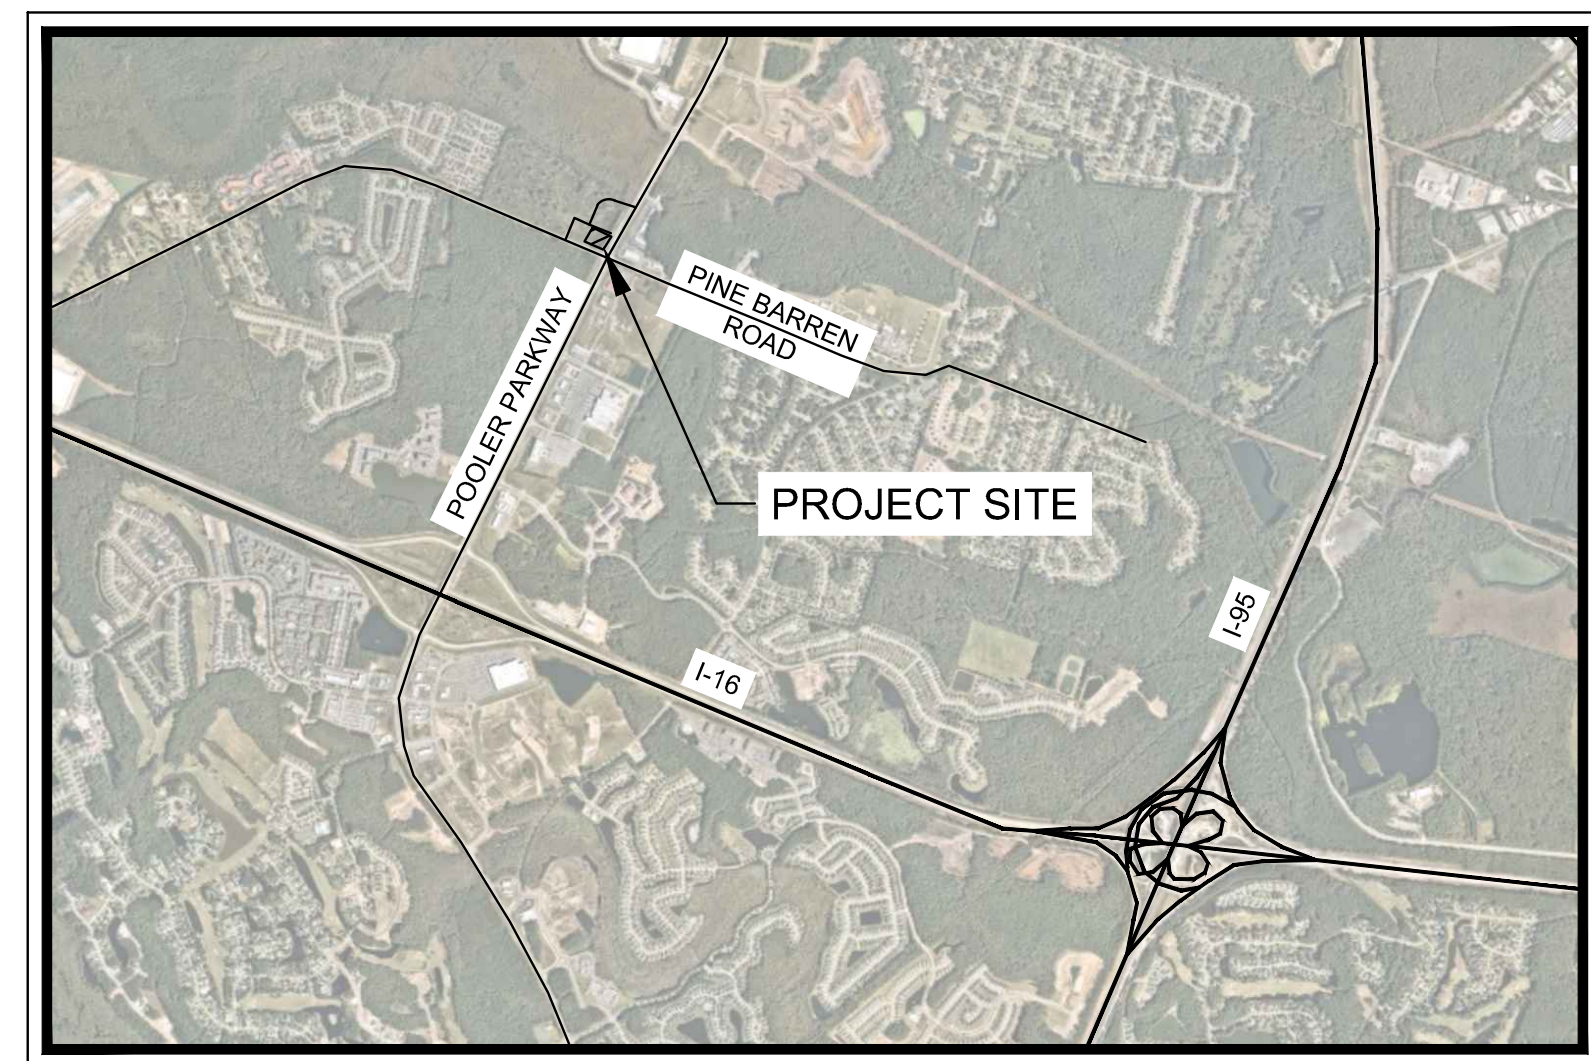 PINE BARREN
ROAD
POOLER PARKWAY
PROJECT SITE
I-95
I-16